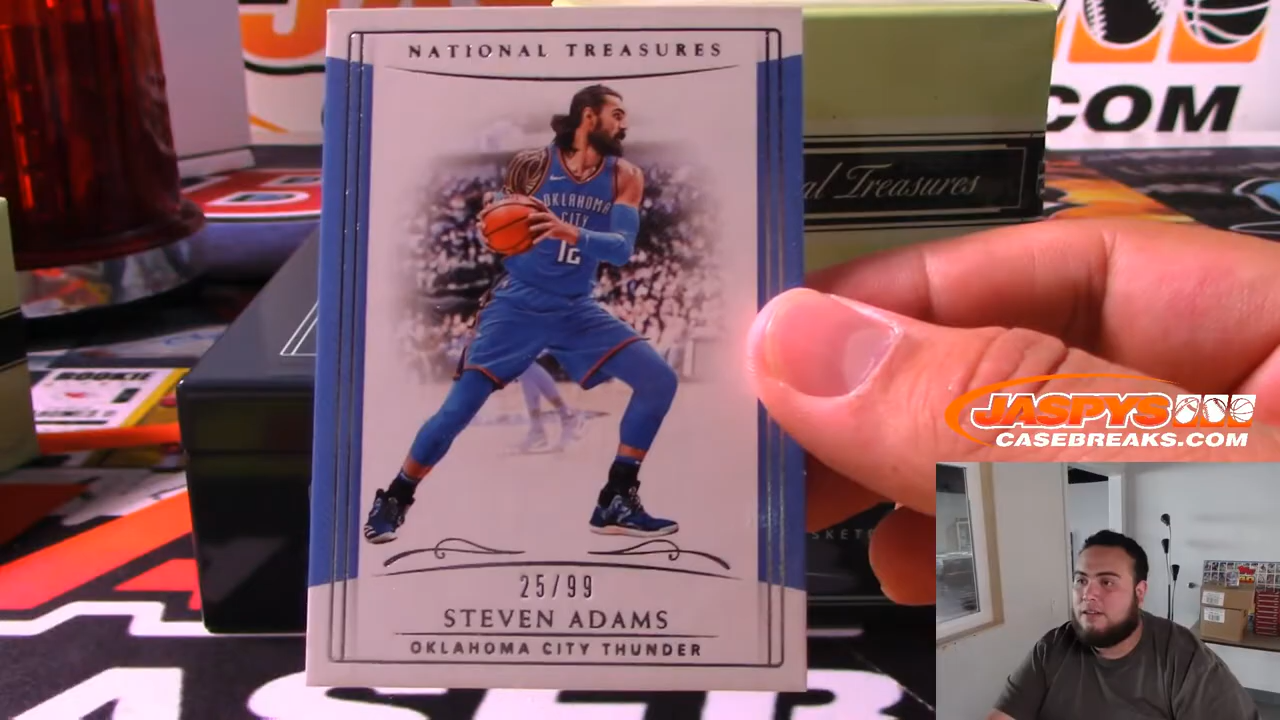 NATIONAL TREASURES
.COM
al Treasures
OKLAHOMA
CITY
12
ROOKIE
25/99
STEVEN ADAMS
OKLAHOMA CITY THUNDER
JASPYS
CASEBREAKS.COM